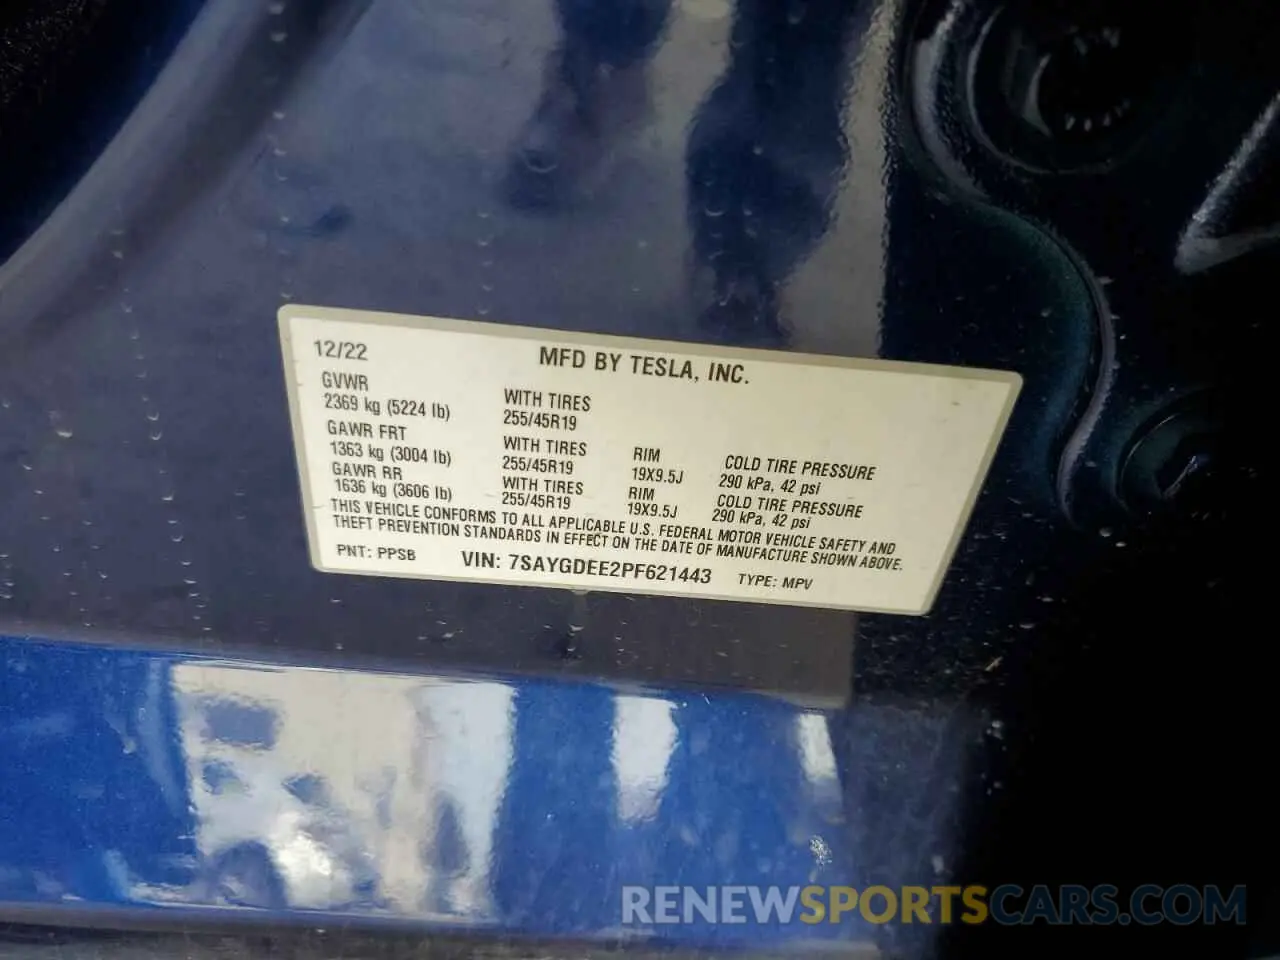 12/22 MFD BY TESLA, INC.
GVWR
2369 kg (5224 lb) WITH TIRES
255/45R19
GAWR FRT
1363 kg (3004 lb) WITH TIRES RIM COLD TIRE PRESSURE
255/45R19 19X9.5J 290 kPa, 42 psi
GAWR RR
1636 kg (3606 lb) WITH TIRES RIM COLD TIRE PRESSURE
255/45R19 19X9.5J 290 kPa, 42 psi
THIS VEHICLE CONFORMS TO ALL APPLICABLE U.S. FEDERAL MOTOR VEHICLE SAFETY AND
THEFT PREVENTION STANDARDS IN EFFECT ON THE DATE OF MANUFACTURE SHOWN ABOVE.
PNT: PPSB VIN: 7SAYGDEE2PF621443 TYPE: MPV
RENEWSPORTSCARS.COM